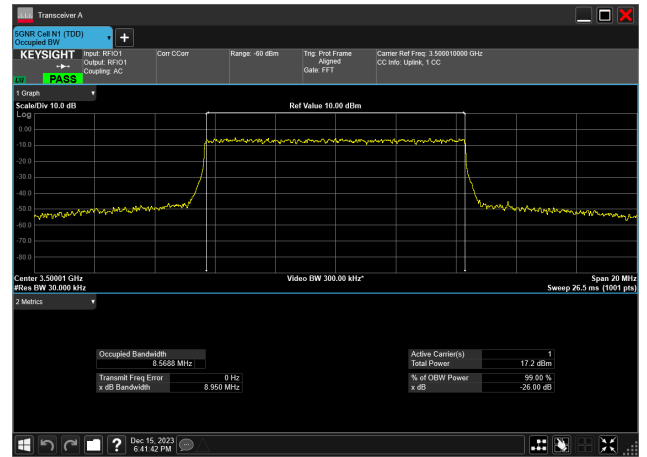 Transceiver A
5GNR Cell N1 (TDD)
Occupied BW
KEYSIGHT
Input: RFIO1
Output: RFIO1
Coupling: AC
Corr CCorr
Range: -60 dBm
Trig: Prot Frame
Aligned
Gate: FFT
Carrier Ref Freq: 3.500010000 GHz
CC Info: Uplink, 1 CC
LXI
PASS
1 Graph
Scale/Div 10.0 dB
Ref Value 10.00 dBm
Log
0.00
-10.0
-20.0
-30.0
-40.0
-50.0
-60.0
-70.0
-80.0
Center 3.50001 GHz
Video BW 300.00 kHz*
Span 20 MHz
#Res BW 30.000 kHz
Sweep 26.5 ms (1001 pts)
2 Metrics
Occupied Bandwidth
8.5688 MHz
Transmit Freq Error 0 Hz
x dB Bandwidth 8.950 MHz
Active Carrier(s) 1
Total Power 17.2 dBm
% of OBW Power 99.00 %
x dB -26.00 dB
?
Dec 15, 2023
6:41:42 PM